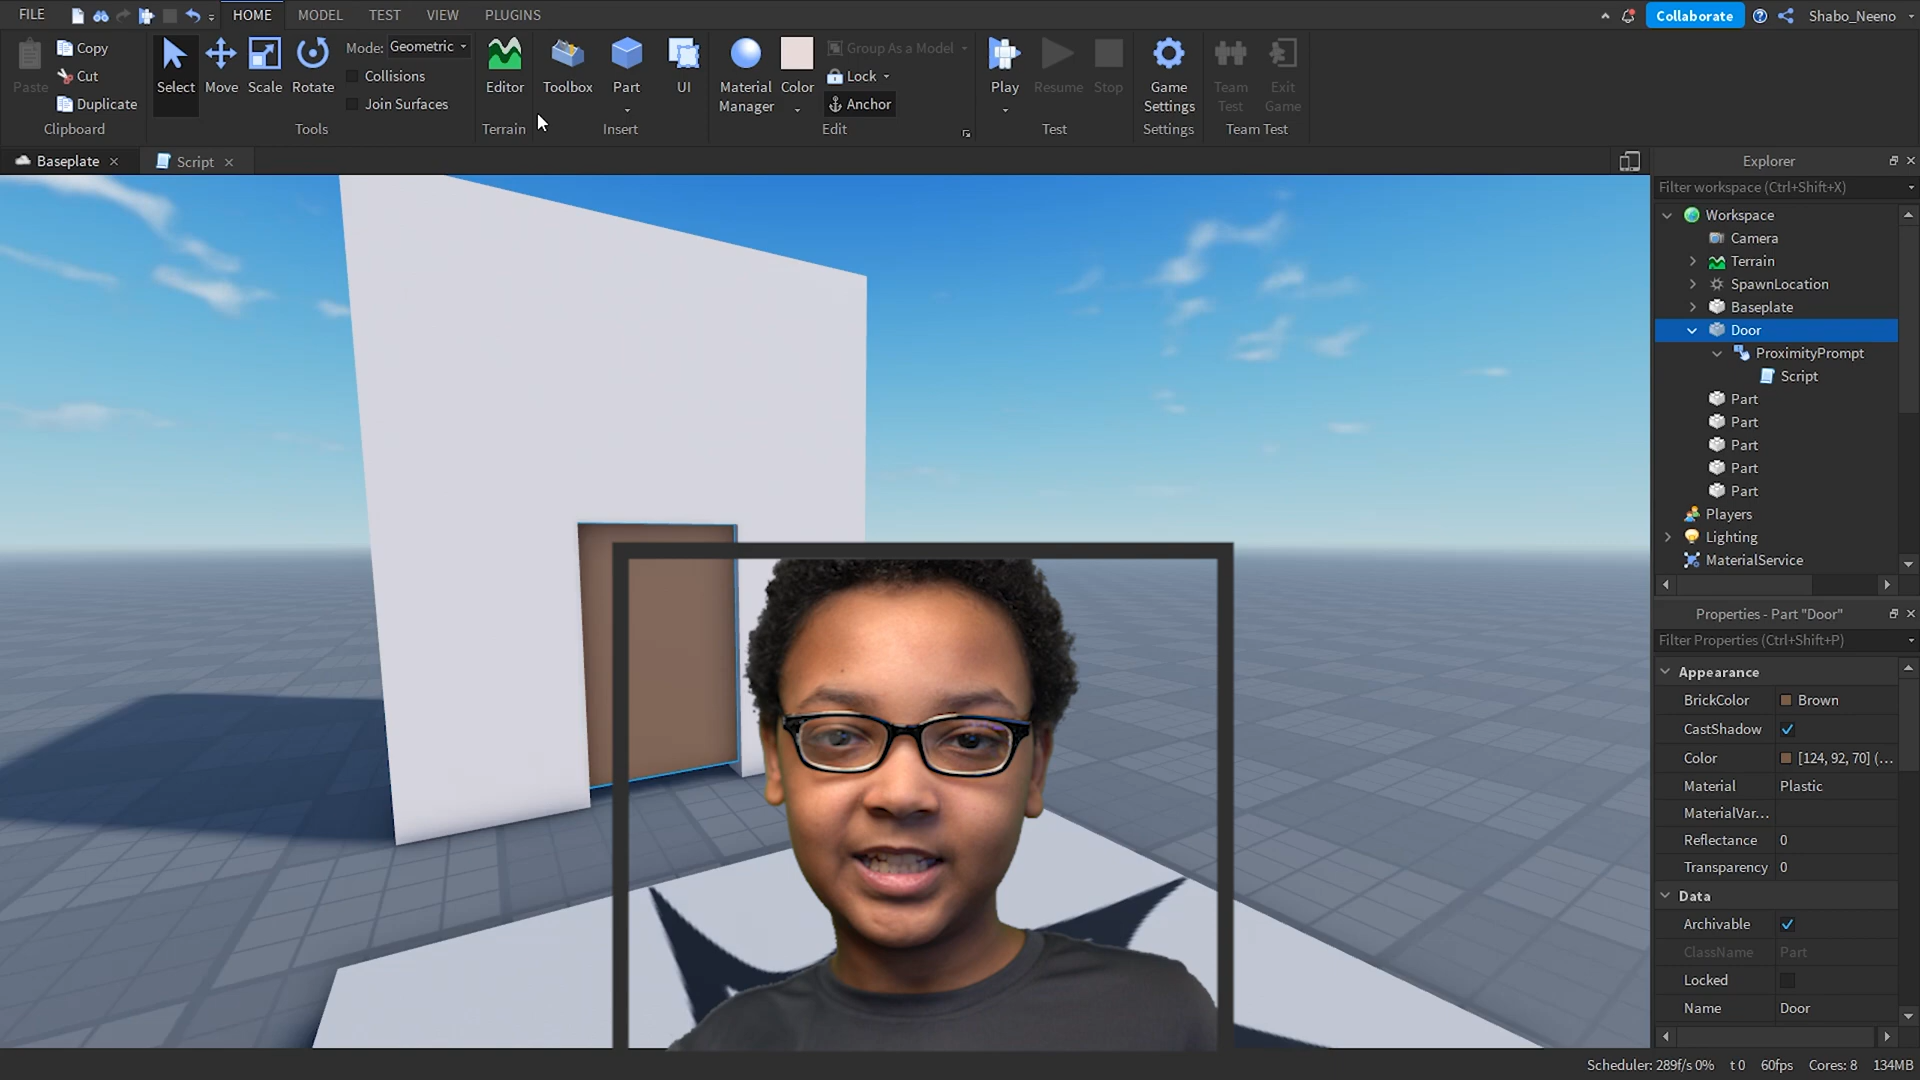 FILE
HOME
MODEL
TEST
VIEW
PLUGINS
Collaborate
Shabo_Neeno
Paste
Copy
Cut
Duplicate
Clipboard
Select
Move
Scale
Rotate
Mode: Geometric
Collisions
Join Surfaces
Tools
Editor
Terrain
Toolbox
Part
UI
Insert
Material
Manager
Color
Group As a Model
Lock
Anchor
Edit
Play
Resume
Stop
Test
Game
Settings
Settings
Team
Test
Exit
Game
Team Test
Baseplate
Script
Explorer
Filter workspace (Ctrl+Shift+X)
Workspace
Camera
Terrain
SpawnLocation
Baseplate
Door
ProximityPrompt
Script
Part
Part
Part
Part
Part
Players
Lighting
MaterialService
Properties - Part "Door"
Filter Properties (Ctrl+Shift+P)
Appearance
BrickColor Brown
CastShadow
Color [124, 92, 70] (...
Material Plastic
MaterialVar...
Reflectance 0
Transparency 0
Data
Archivable
ClassName Part
Locked
Name Door
Scheduler: 289f/s 0% t 0 60fps Cores: 8 134MB